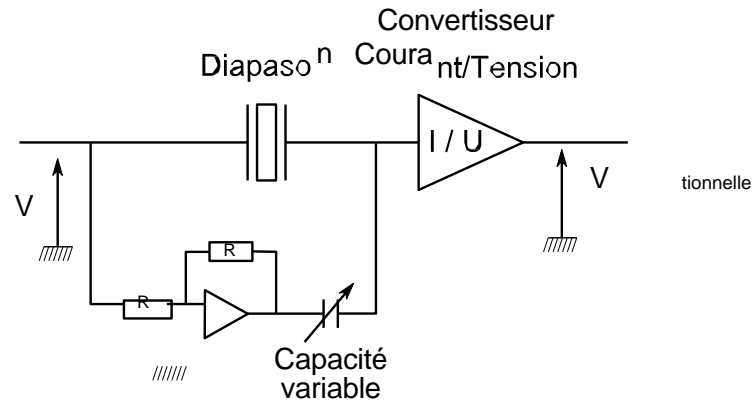 Convertisseur
Diapason Courant/Tension
I / U
V
V
tionnelle
R
R
Capacité
variable